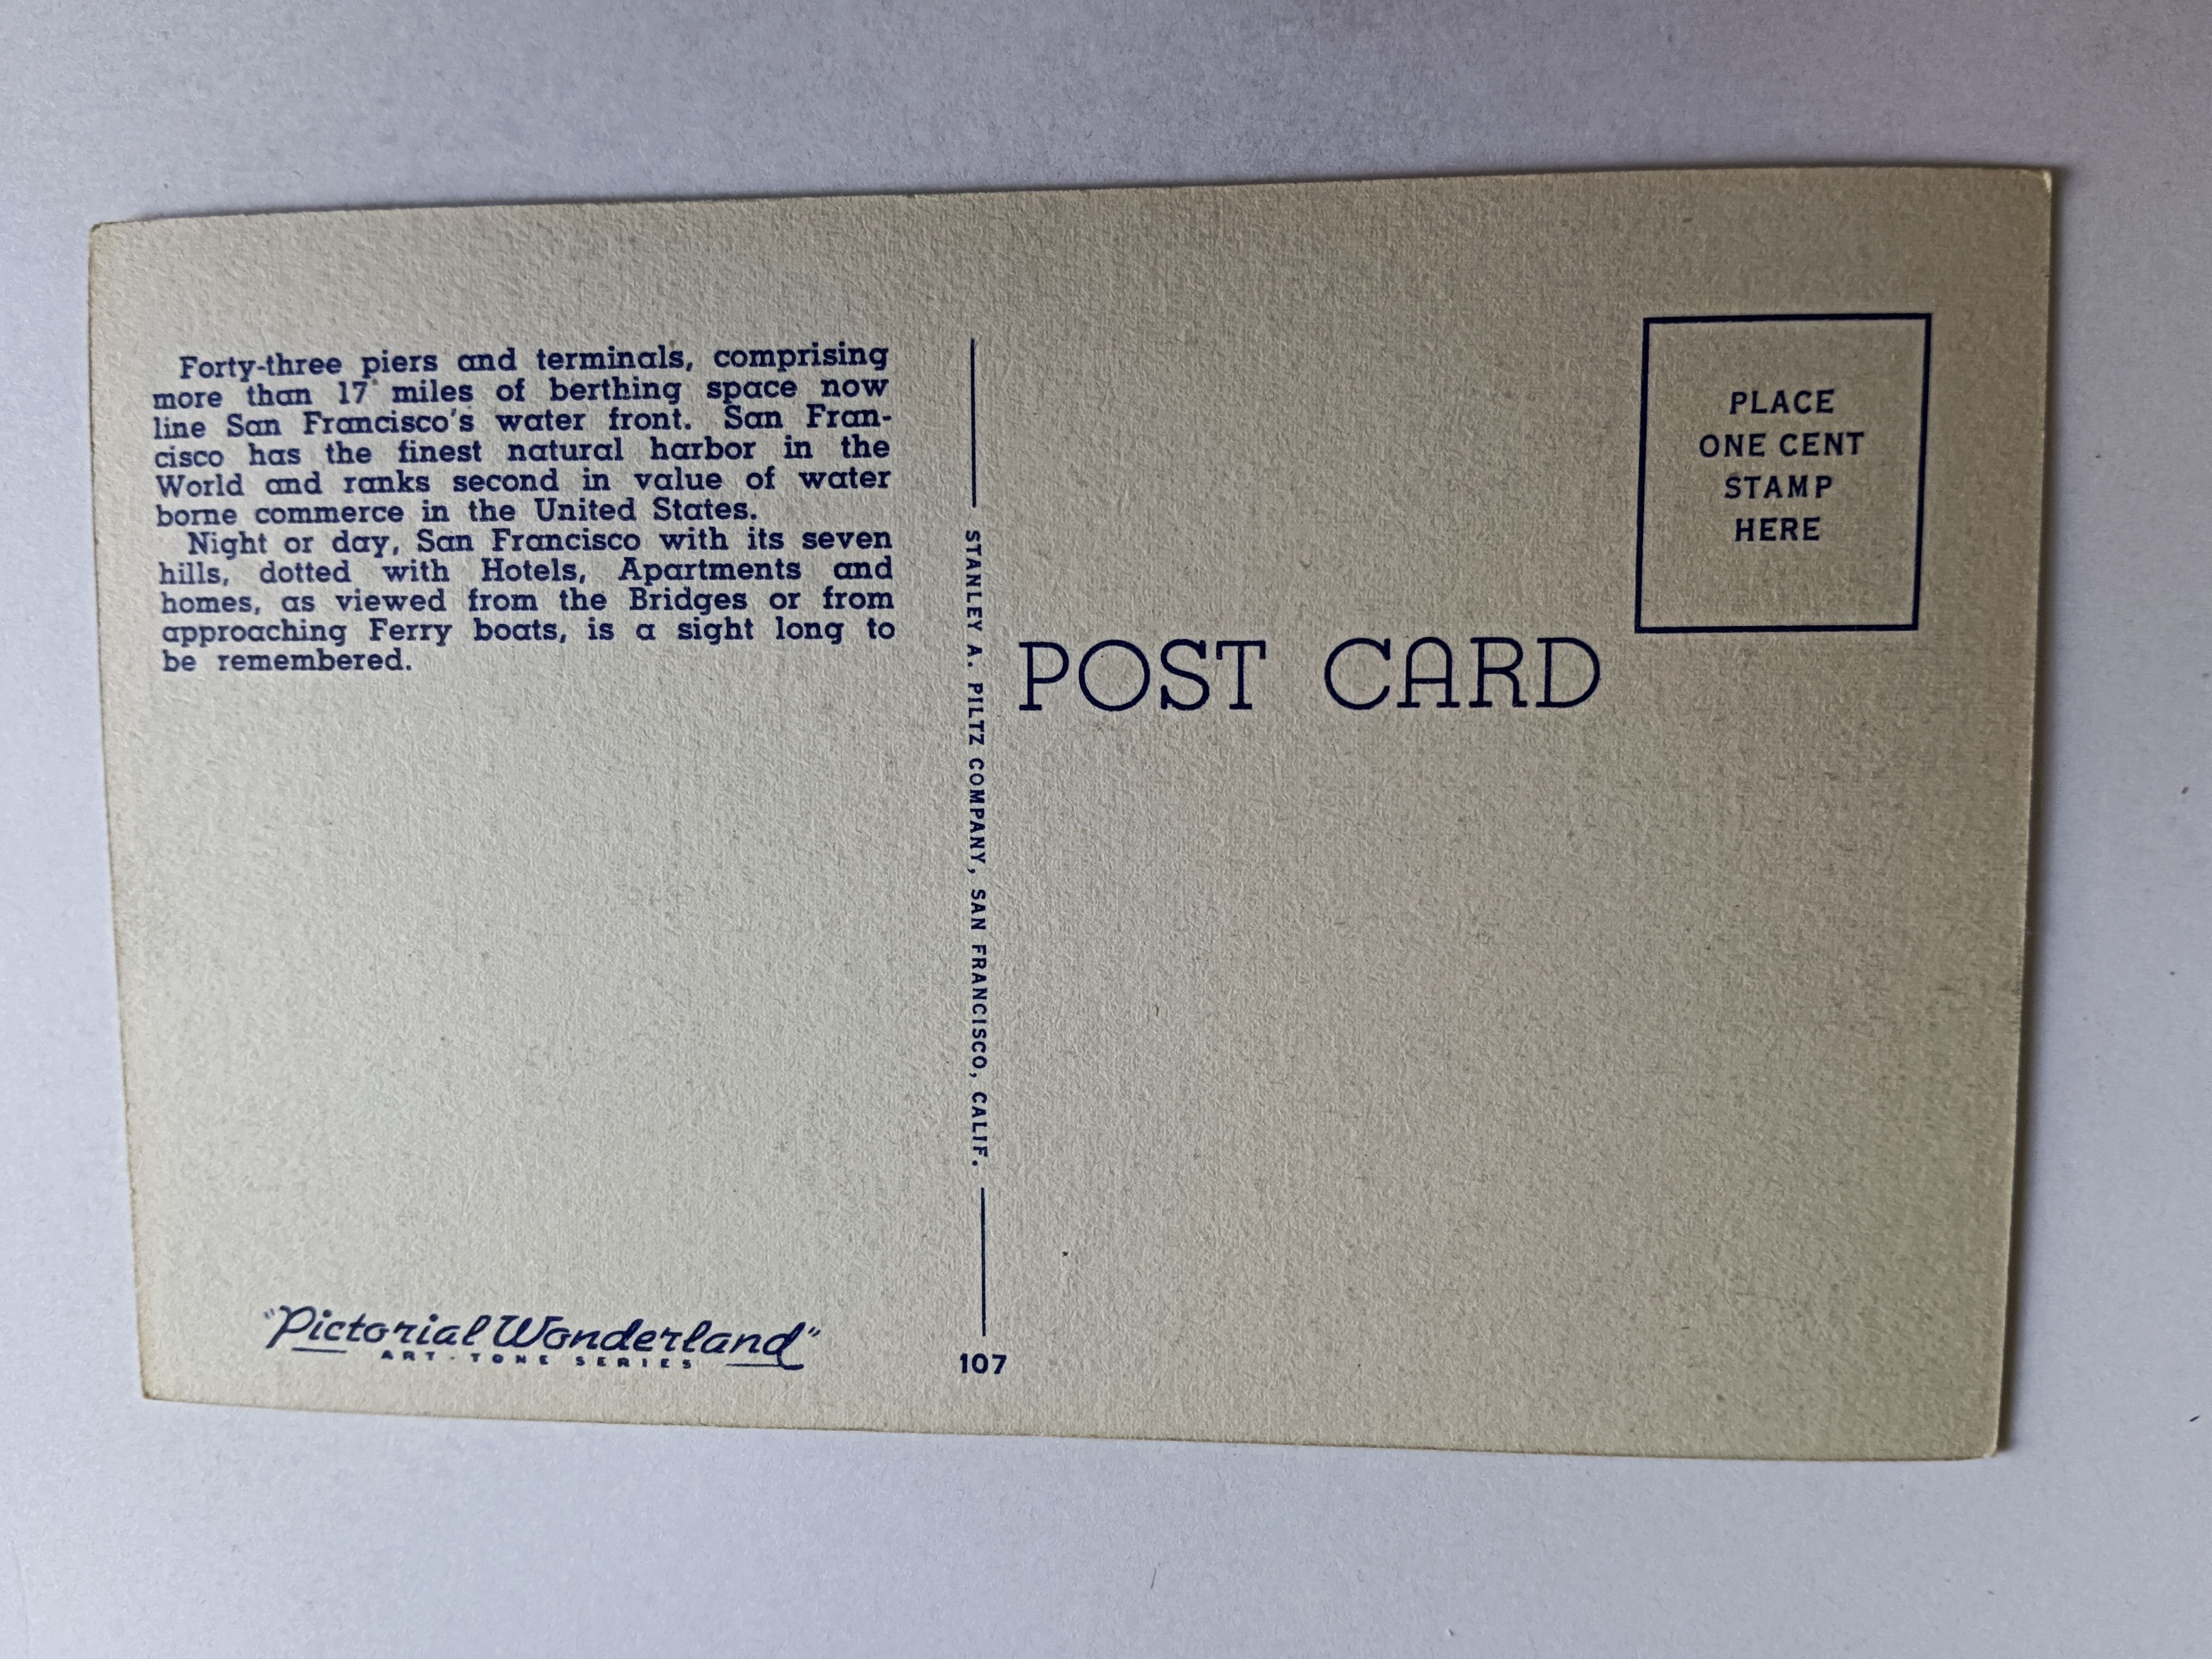 Forty-three piers and terminals, comprising
more than 17 miles of berthing space now
line San Francisco's water front. San Fran-
cisco has the finest natural harbor in the
World and ranks second in value of water
borne commerce in the United States.
Night or day, San Francisco with its seven
hills, dotted with Hotels, Apartments and
homes, as viewed from the Bridges or from
approaching Ferry boats, is a sight long to
be remembered.
"Pictorial Wonderland"
ART-TONE SERIES
STANLEY A. PILTZ COMPANY, SAN FRANCISCO, CALIF.
107
POST CARD
PLACE
ONE CENT
STAMP
HERE